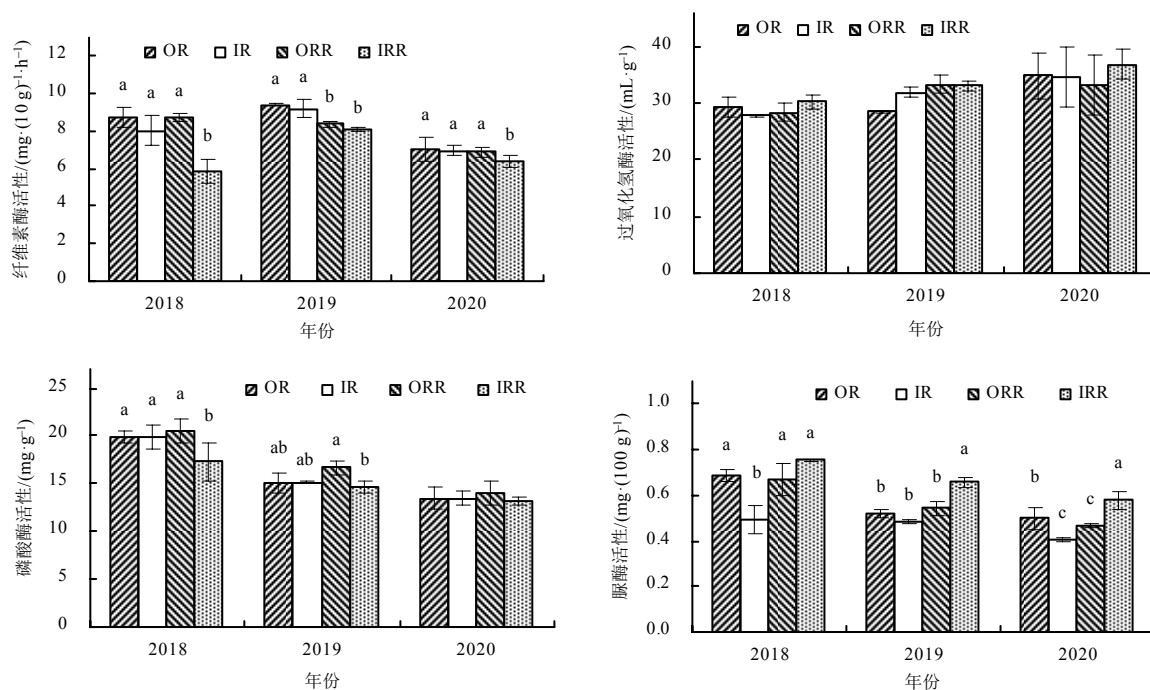 12
10
8
6
4
2
0
纤维素酶活性/(mg·(10 g)⁻¹·h⁻¹)
OR IR ORR IRR
a a a b
a a b b
a a a b
2018 2019 2020
年份
40
30
20
10
0
过氧化氢酶活性/(mL·g⁻¹)
OR IR ORR IRR
2018 2019 2020
年份
25
20
15
10
5
0
磷酸酶活性/(mg·g⁻¹)
OR IR ORR IRR
a a a b
ab ab a b
2018 2019 2020
年份
1.0
0.8
0.6
0.4
0.2
0.0
脲酶活性/(mg·(100 g)⁻¹)
OR IR ORR IRR
a b a a
b b b a
b c c a
2018 2019 2020
年份